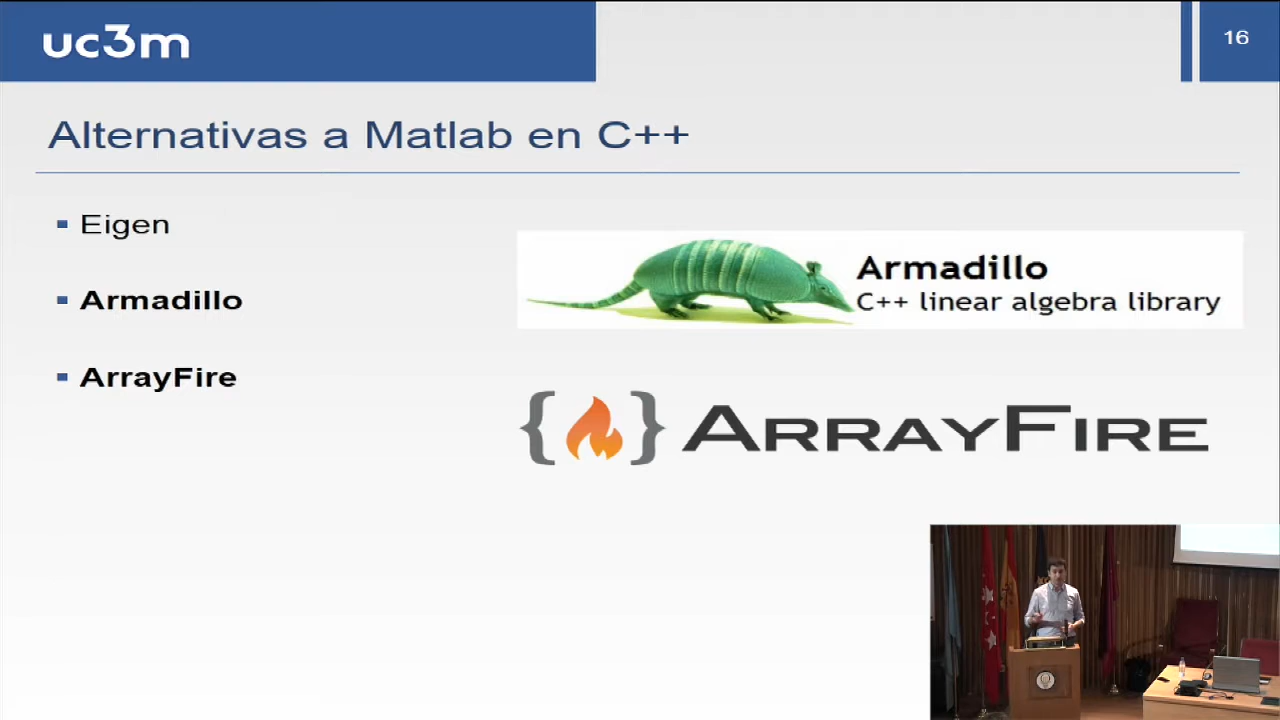 uc3m
16
Alternativas a Matlab en C++
Eigen
Armadillo
ArrayFire
Armadillo
C++ linear algebra library
{ } ARRAYFIRE